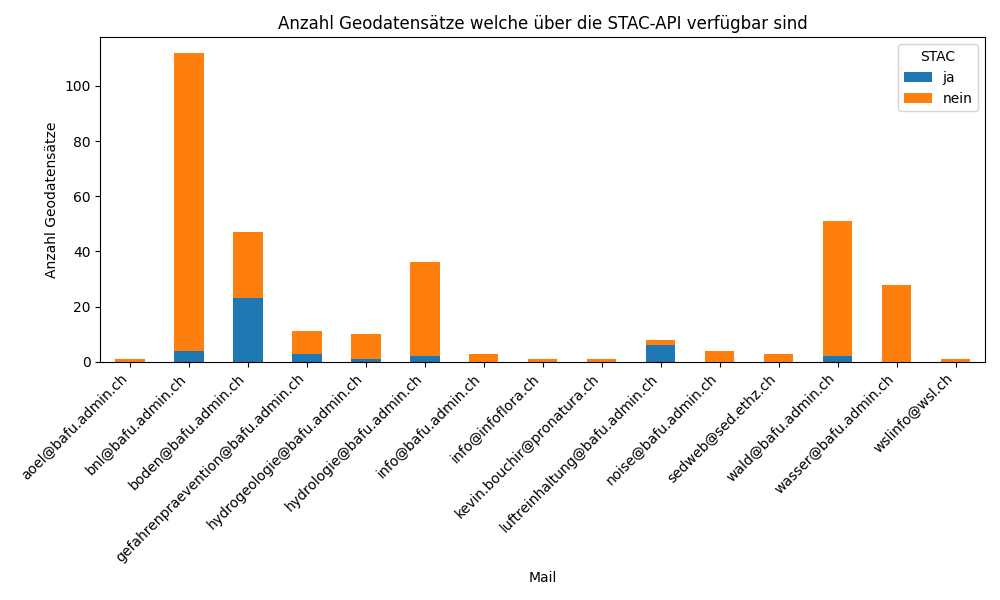 Anzahl Geodatensätze welche über die STAC-API verfügbar sind
STAC
ja
nein
Anzahl Geodatensätze
100
80
60
40
20
0
aoel@bafu.admin.ch
bnl@bafu.admin.ch
boden@bafu.admin.ch
gefahrenpraevention@bafu.admin.ch
hydrogeologie@bafu.admin.ch
hydrologie@bafu.admin.ch
info@bafu.admin.ch
info@infoflora.ch
kevin.bouchir@pronatura.ch
luftreinhaltung@bafu.admin.ch
noise@bafu.admin.ch
sedweb@sed.ethz.ch
wald@bafu.admin.ch
wasser@bafu.admin.ch
wslinfo@wsl.ch
Mail